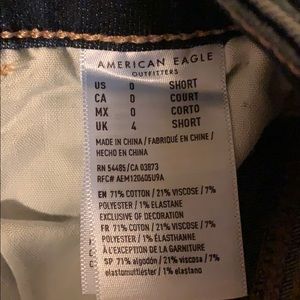 AMERICAN EAGLE
OUTFITTERS
US 0 SHORT
CA 0 COURT
MX 0 CORTO
UK 4 SHORT
MADE IN CHINA / FABRIQUÉ EN CHINE /
HECHO EN CHINA
RN 54485/CA 03873
RFC# AEM120605U9A
EN 71% COTTON / 21% VISCOSE / 7%
POLYESTER / 1% ELASTANE
EXCLUSIVE OF DECORATION
FR 71% COTON / 21% VISCOSE / 7%
POLYESTER / 1% ÉLASTHANNE
À L'EXCEPTION DE LA GARNITURE
SP 71% algodón / 21% viscosa / 7%
elastomultiéster / 1% elastano